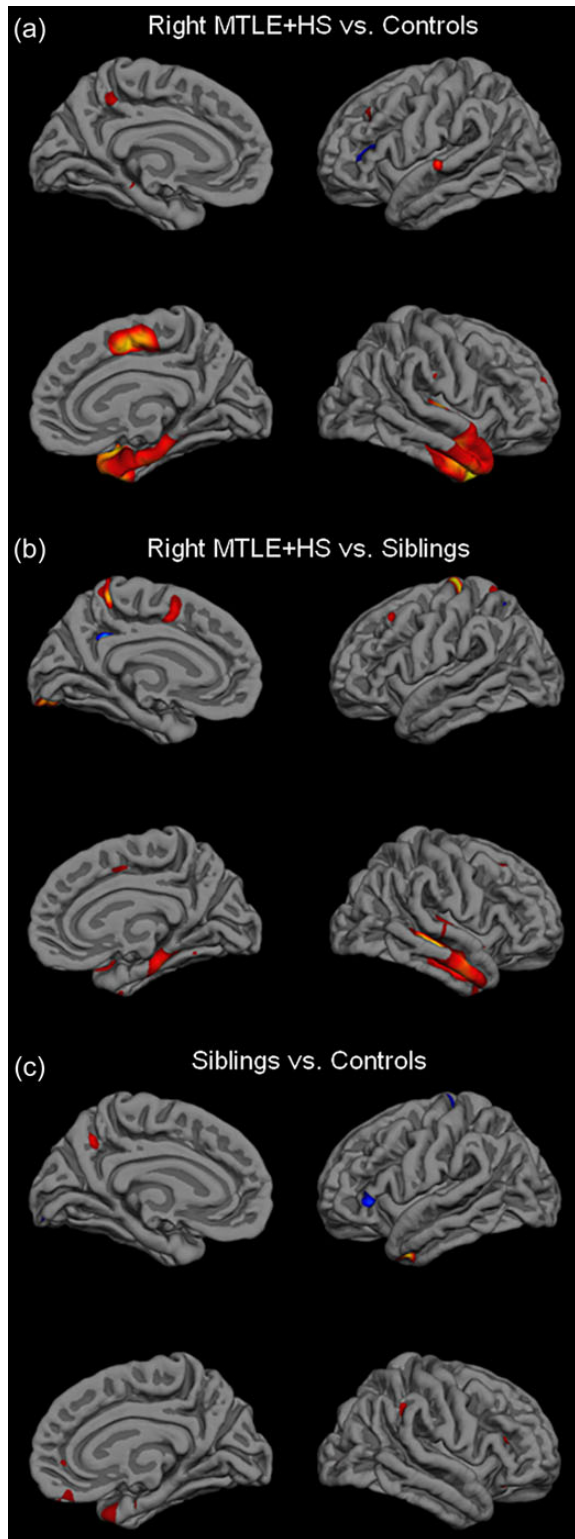 (a) Right MTLE+HS vs. Controls
(b) Right MTLE+HS vs. Siblings
(c) Siblings vs. Controls